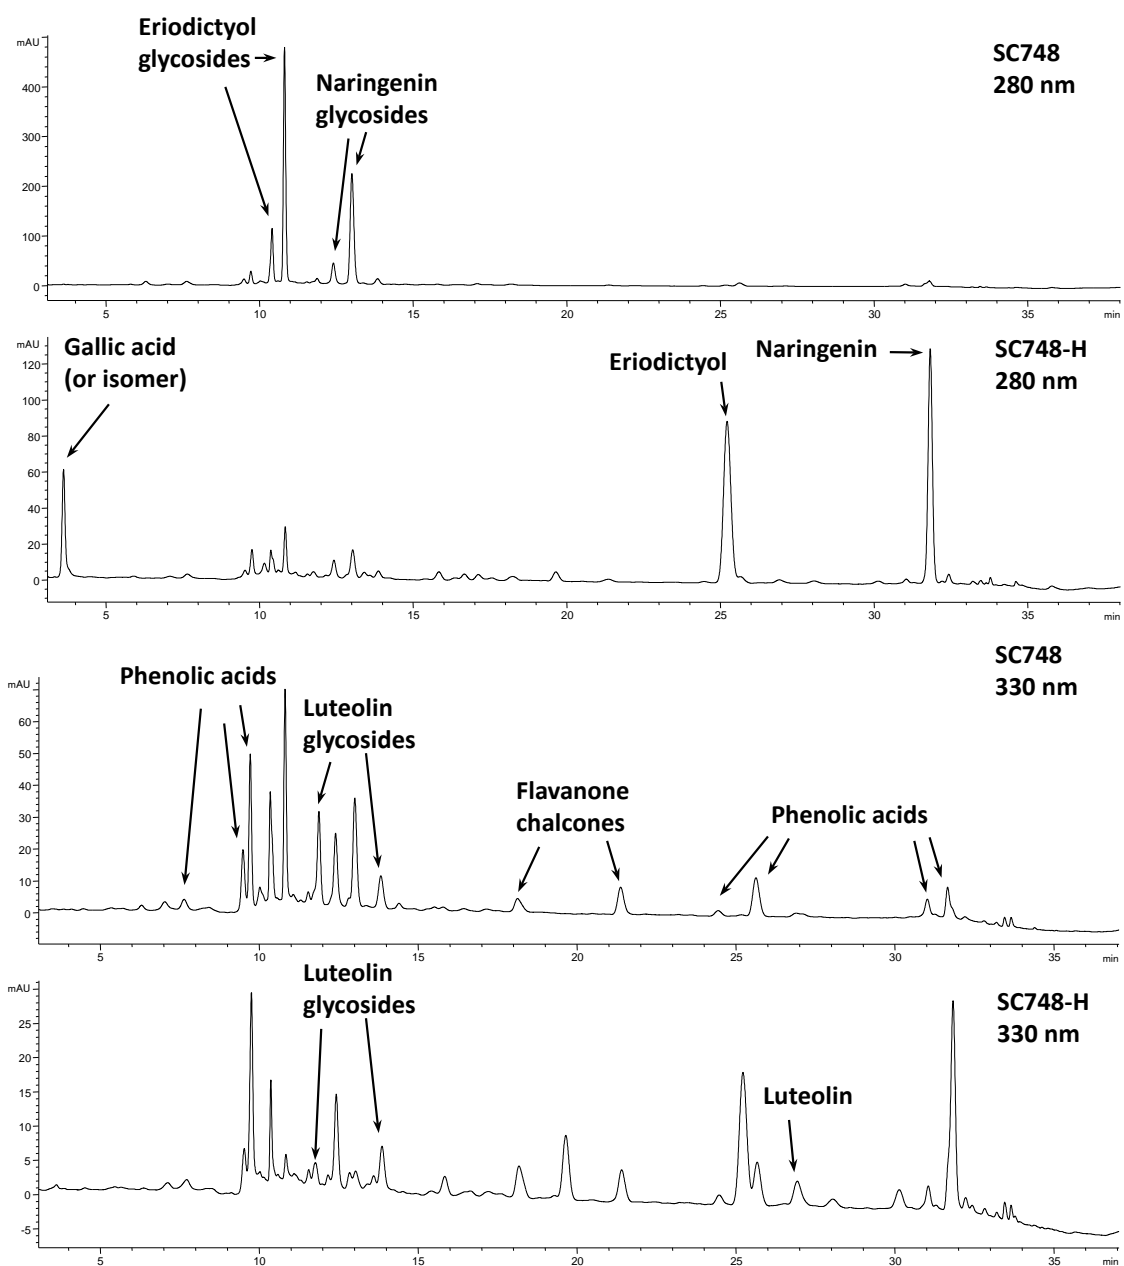 Eriodictyol
glycosides
Naringenin
glycosides
SC748
280 nm
mAU
400
300
200
100
0
5 10 15 20 25 30 35 min
Gallic acid
(or isomer)
Eriodictyol
Naringenin
SC748-H
280 nm
mAU
120
100
80
60
40
20
0
5 10 15 20 25 30 35 min
SC748
330 nm
Phenolic acids
Luteolin
glycosides
Flavanone
chalcones
Phenolic acids
mAU
60
50
40
30
20
10
0
5 10 15 20 25 30 35 min
Luteolin
glycosides
Luteolin
SC748-H
330 nm
mAU
25
20
15
10
5
0
-5
5 10 15 20 25 30 35 min